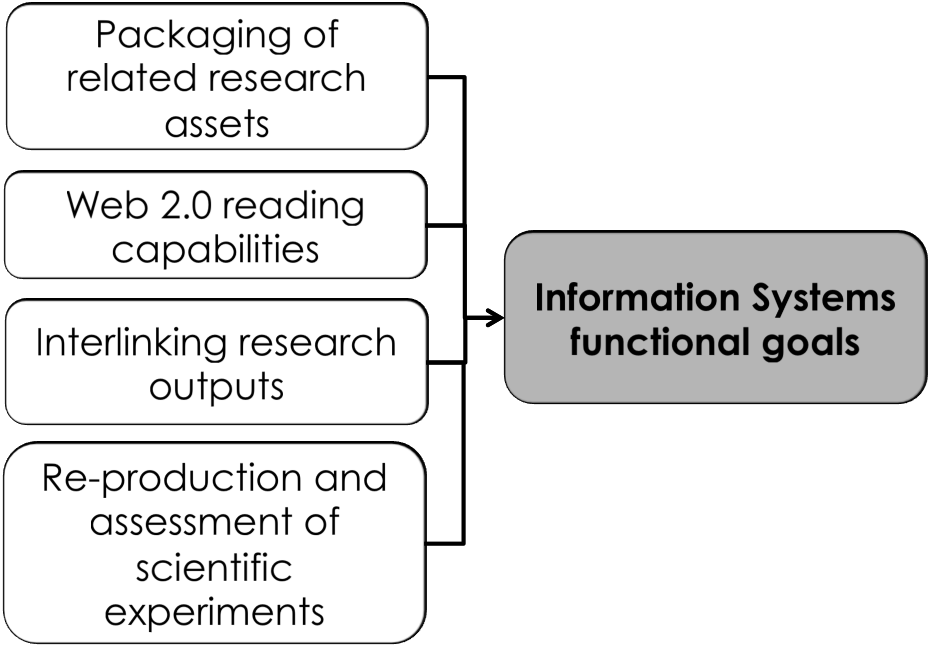 Packaging of
related research
assets
Web 2.0 reading
capabilities
Interlinking research
outputs
Re-production and
assessment of
scientific
experiments
Information Systems
functional goals